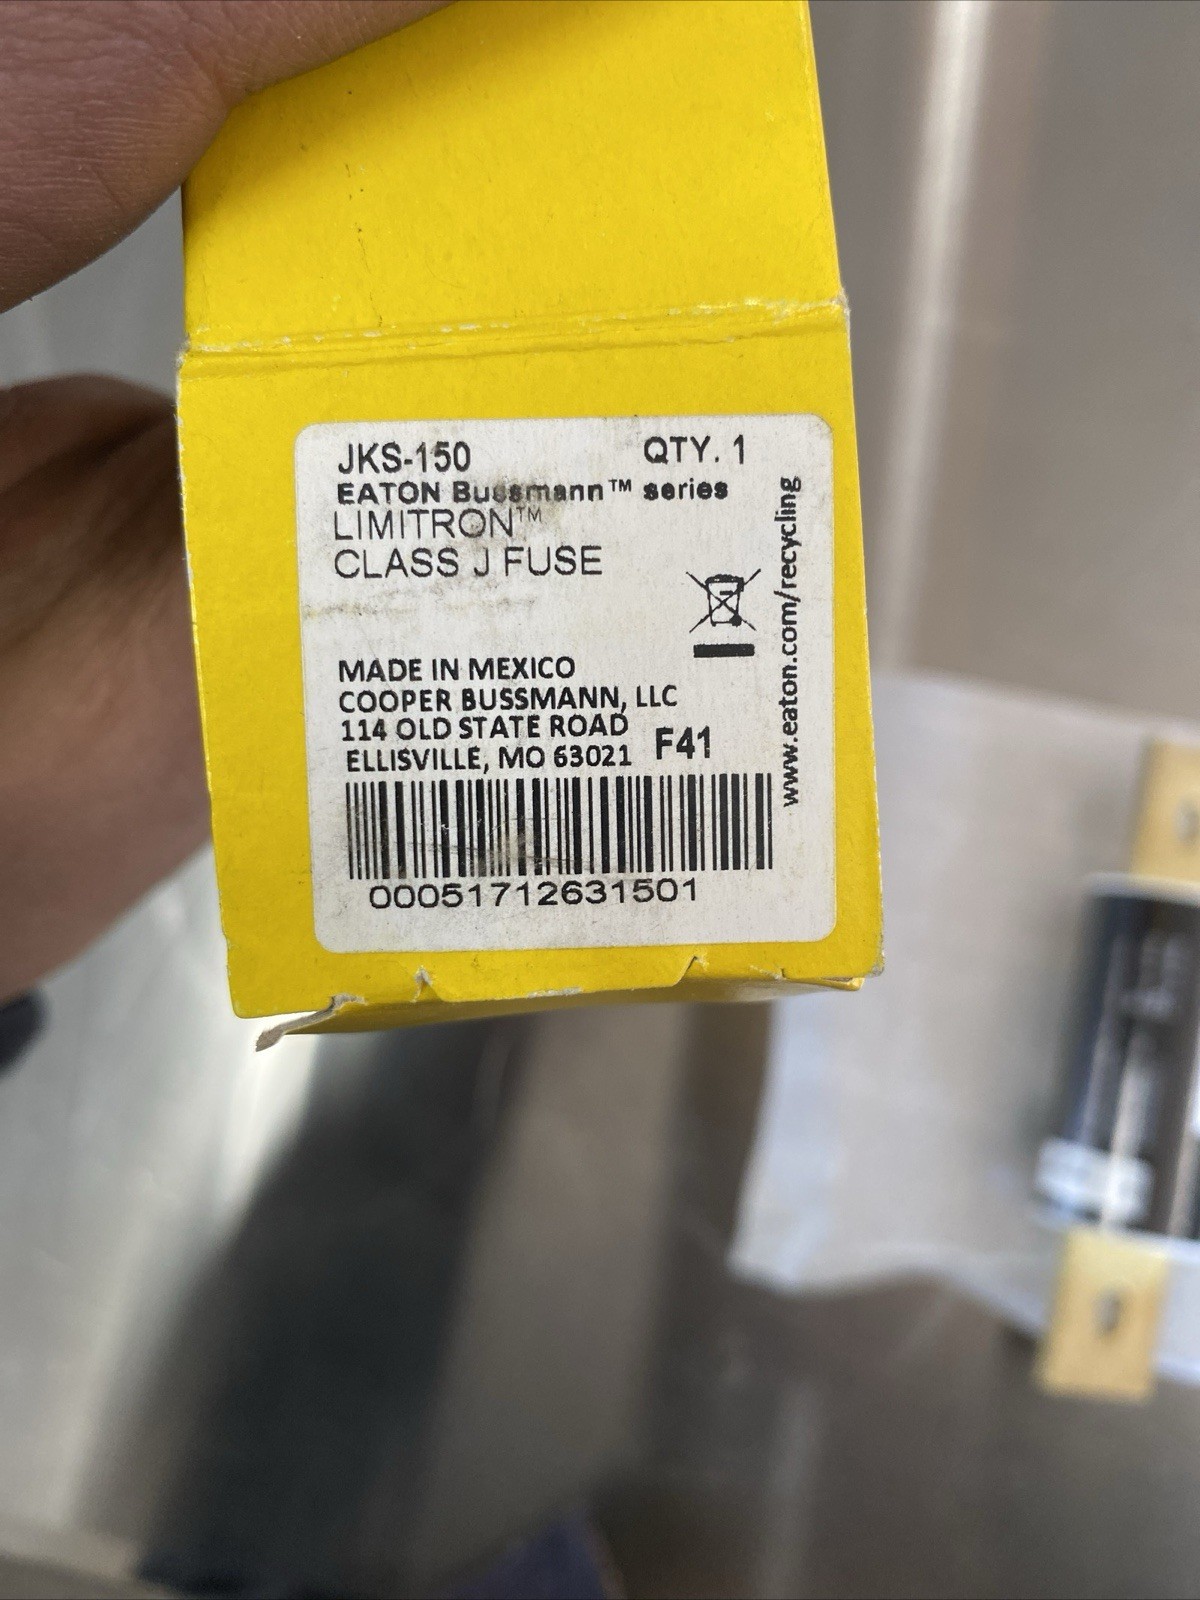 JKS-150 QTY. 1
EATON Bussmann™ series
LIMITRON™
CLASS J FUSE
www.eaton.com/recycling
MADE IN MEXICO
COOPER BUSSMANN, LLC
114 OLD STATE ROAD
ELLISVILLE, MO 63021 F41
00051712631501